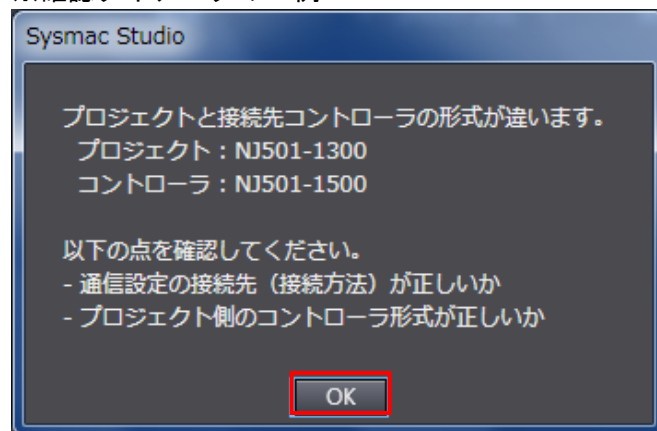 Sysmac Studio
プロジェクトと接続先コントローラの形式が違います。
プロジェクト：NJ501-1300
コントローラ：NJ501-1500
以下の点を確認してください。
- 通信設定の接続先（接続方法）が正しいか
- プロジェクト側のコントローラ形式が正しいか
OK